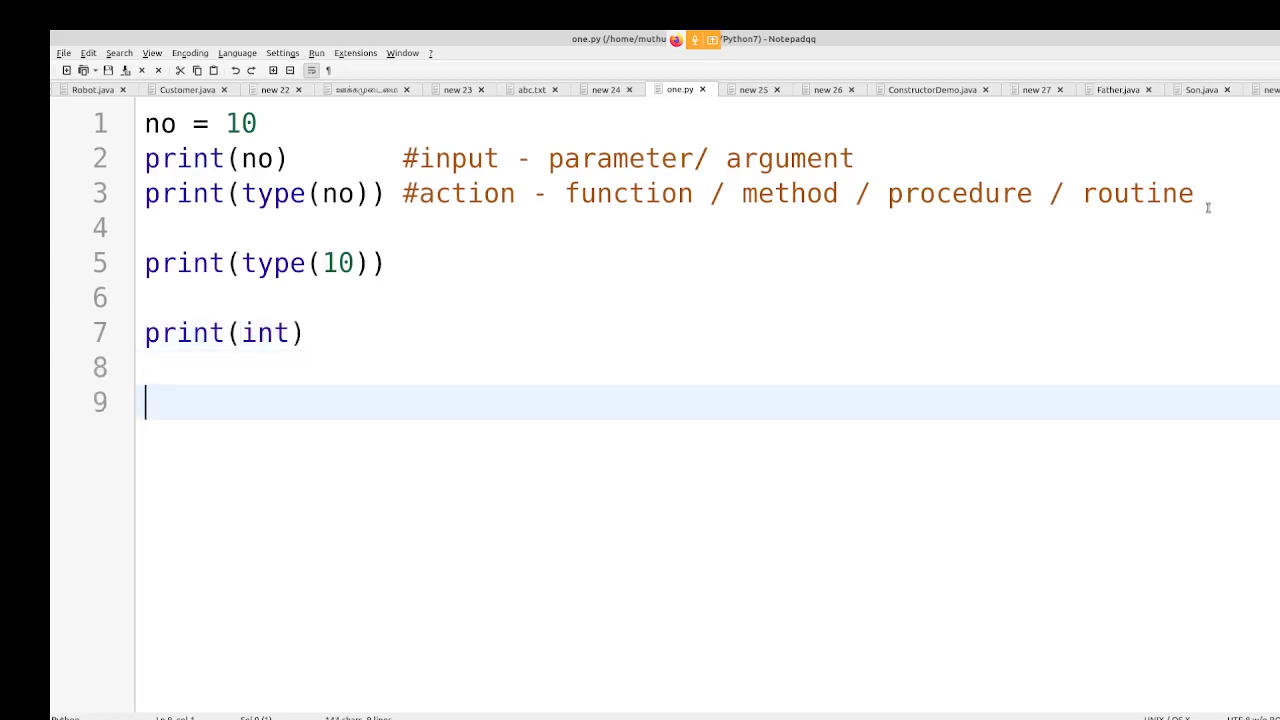 one.py (/home/muthu /Python7) - Notepadqq
File Edit Search View Encoding Language Settings Run Extensions Window ?
Robot.java Customer.java new 22 ஊக்கமுடைமை new 23 abc.txt new 24 one.py new 25 new 26 ConstructorDemo.java new 27 Father.java Son.java new
1 no = 10
2 print(no) #input - parameter/ argument
3 print(type(no)) #action - function / method / procedure / routine
4
5 print(type(10))
6
7 print(int)
8
9